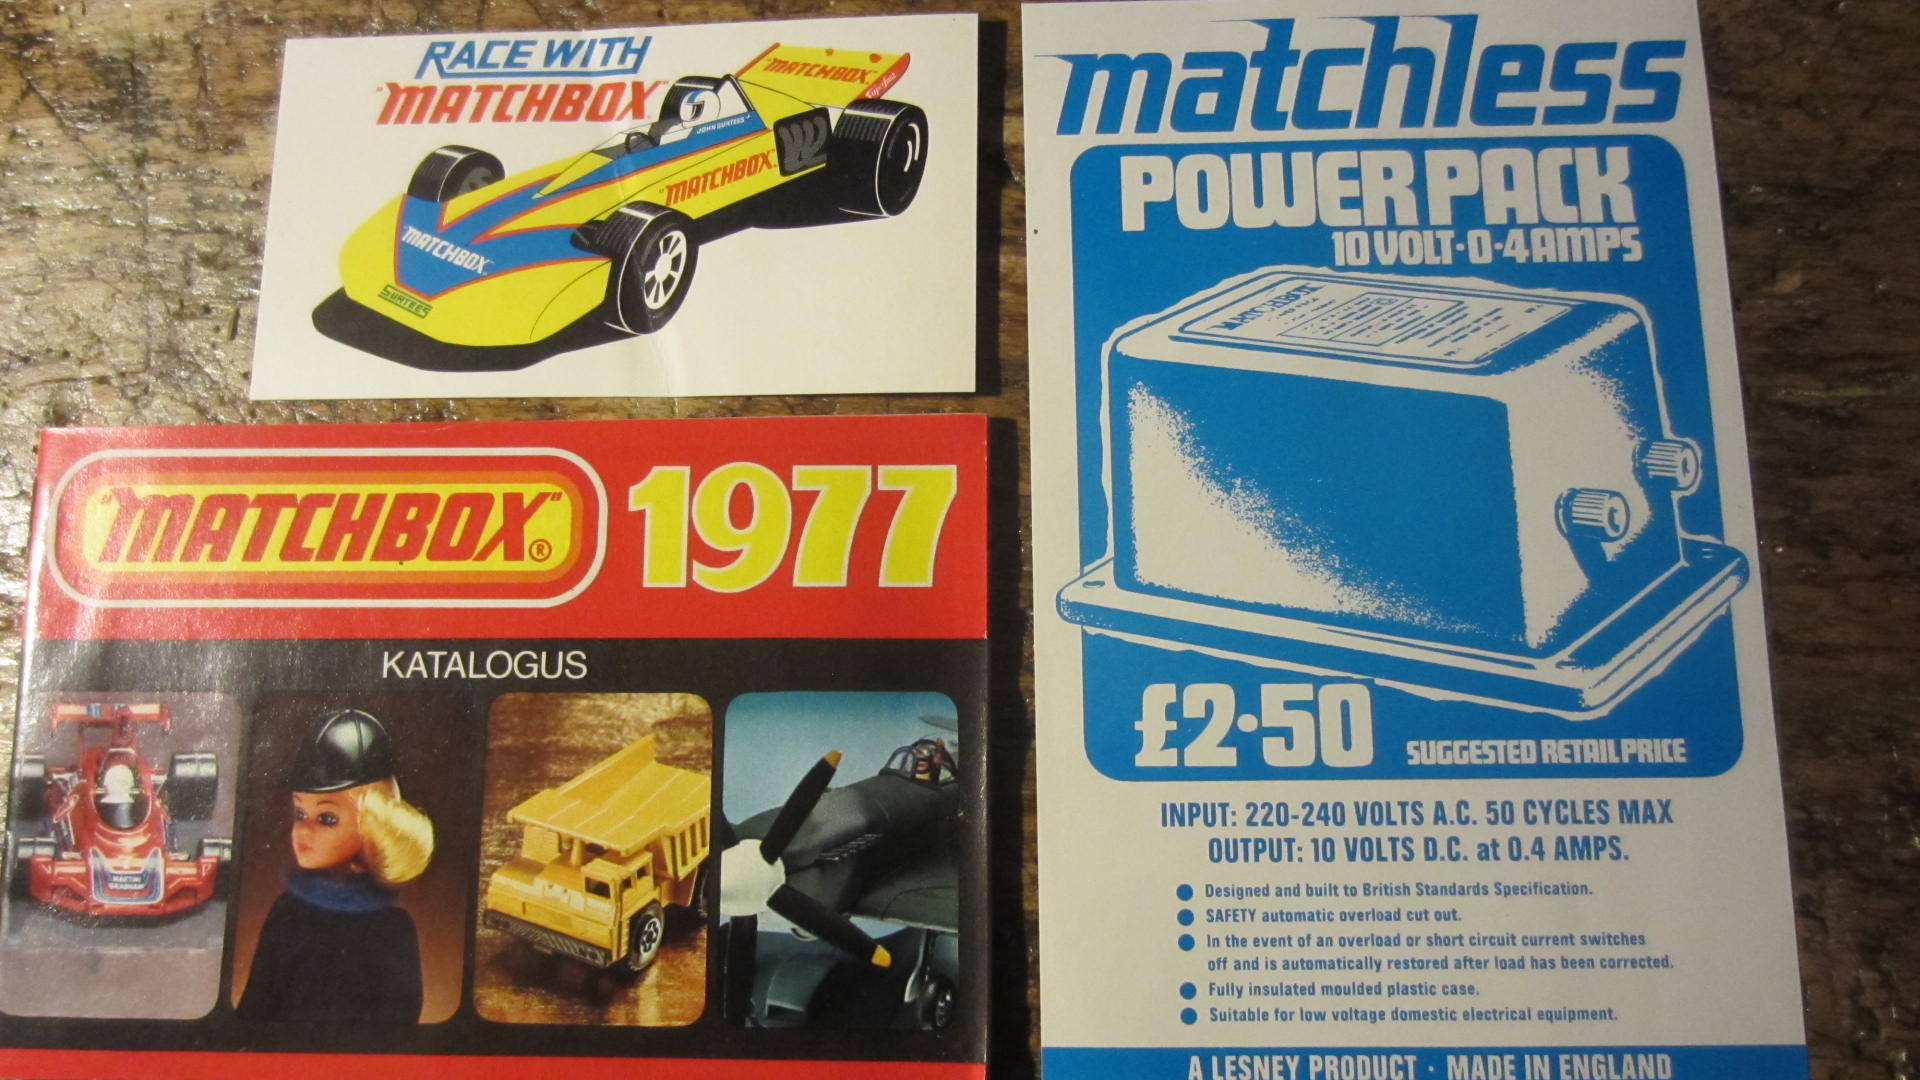 RACE WITH
"MATCHBOX"
"MATCHBOX"
Superfast
JOHN SURTEES
"MATCHBOX"
"MATCHBOX"
SURTEES
"MATCHBOX"® 1977
KATALOGUS
MARTINI
BRABHAM
matchless
POWER PACK
10 VOLT·0·4 AMPS
MATCHBOX
£2·50 SUGGESTED RETAIL PRICE
INPUT: 220-240 VOLTS A.C. 50 CYCLES MAX
OUTPUT: 10 VOLTS D.C. at 0.4 AMPS.
● Designed and built to British Standards Specification.
● SAFETY automatic overload cut out.
● In the event of an overload or short circuit current switches
off and is automatically restored after load has been corrected.
● Fully insulated moulded plastic case.
● Suitable for low voltage domestic electrical equipment.
A LESNEY PRODUCT · MADE IN ENGLAND